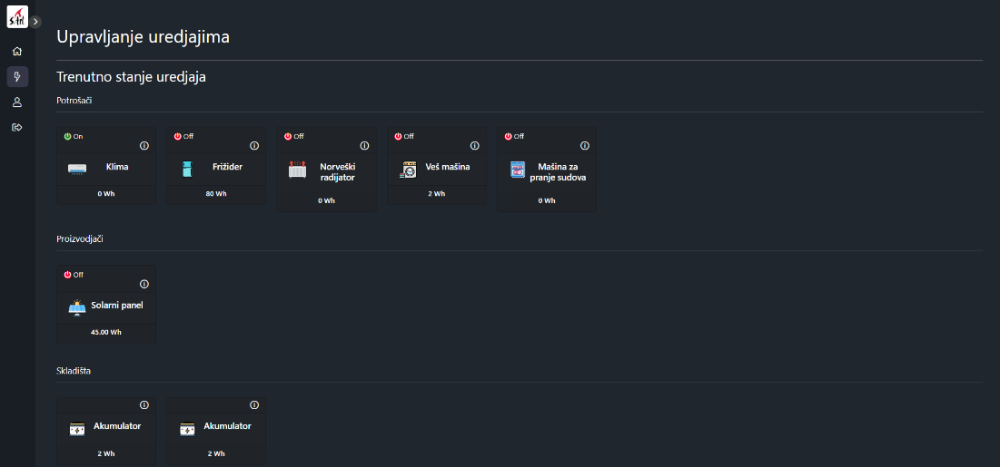 Upravljanje uredjajima
Trenutno stanje uredjaja
Potrošači
On
Klima
0 Wh
Off
Frižider
80 Wh
Off
Norveški
radijator
0 Wh
Off
Veš mašina
2 Wh
Off
Mašina za
pranje sudova
0 Wh
Proizvodjači
Off
Solarni panel
45.00 Wh
Skladišta
Akumulator
2 Wh
Akumulator
2 Wh